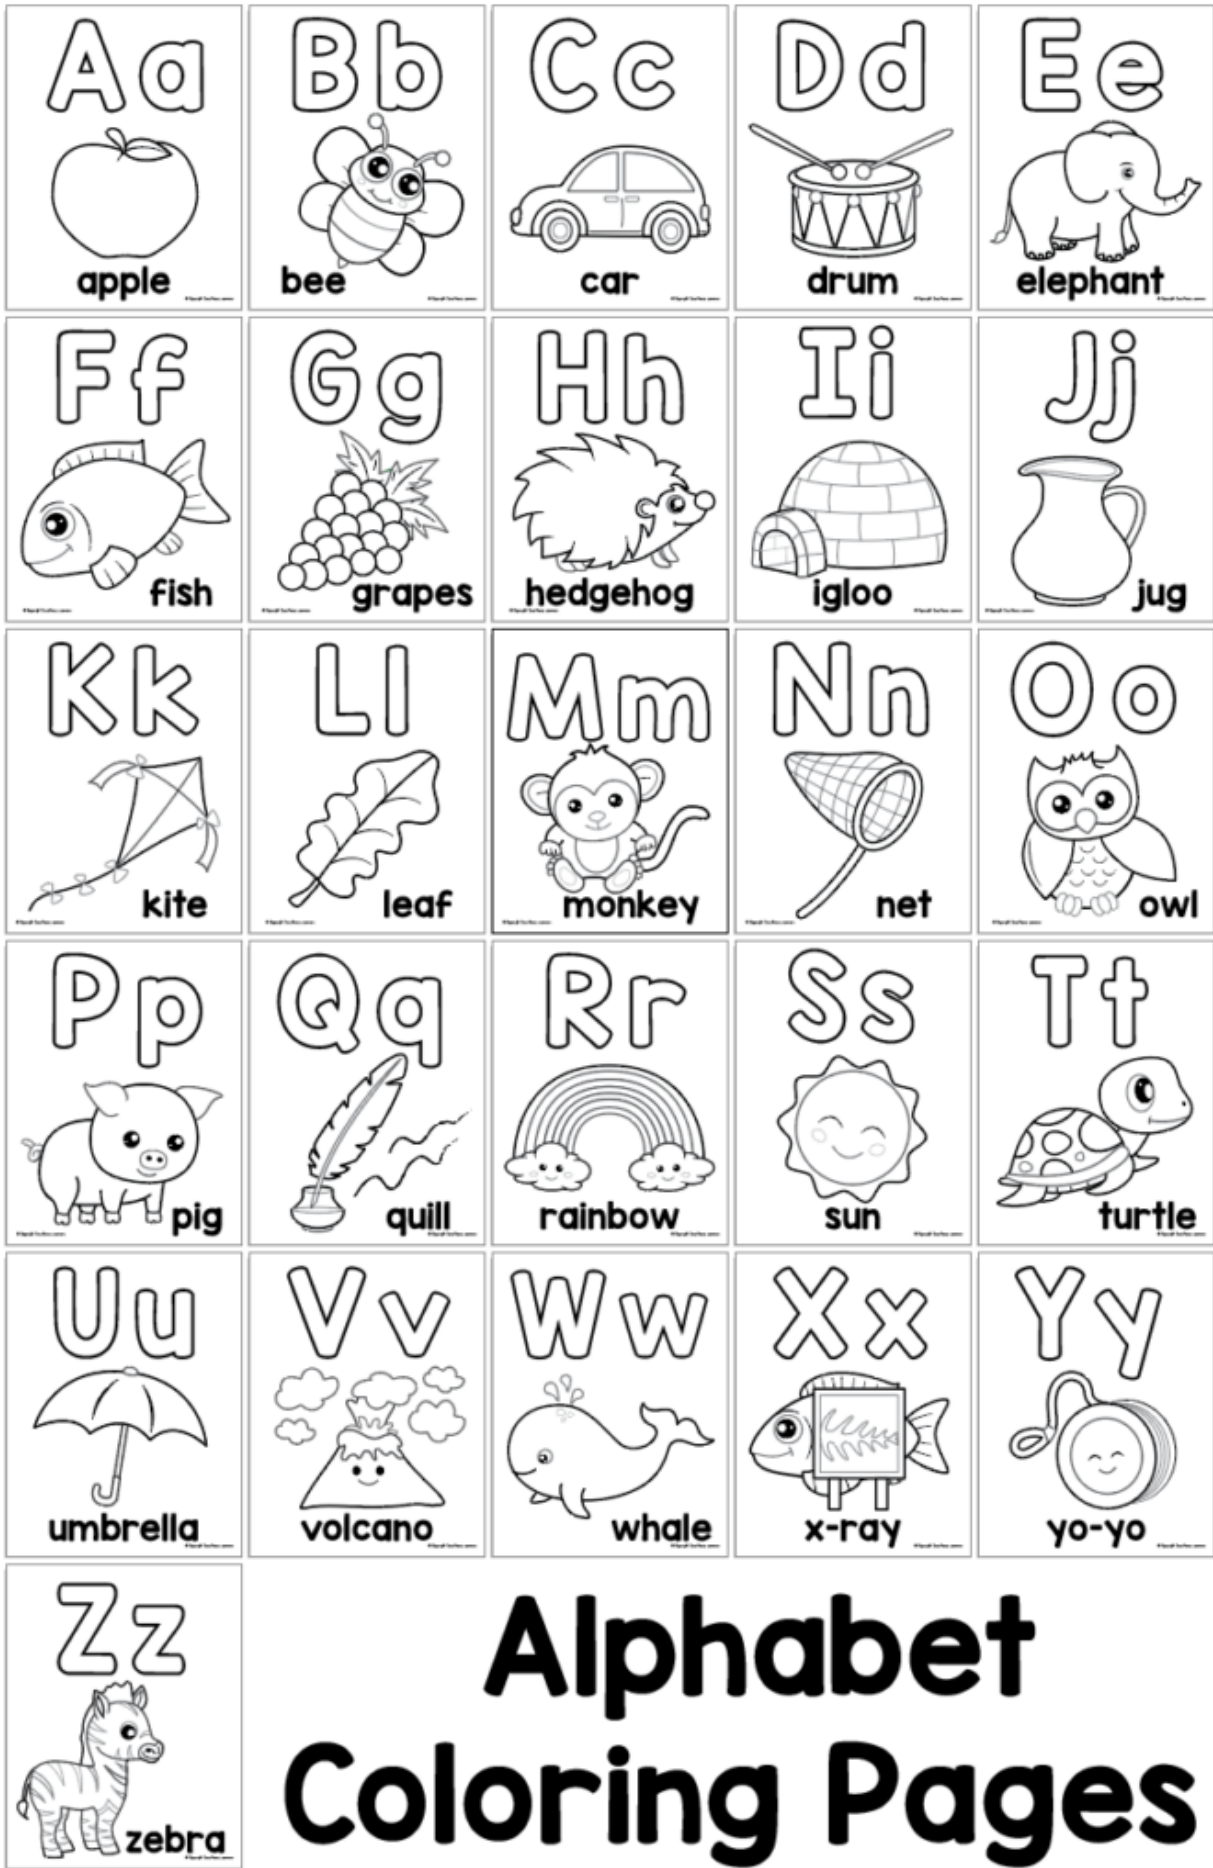 Aa
apple
Bb
bee
Cc
car
Dd
drum
Ee
elephant
Ff
fish
Gg
grapes
Hh
hedgehog
Ii
igloo
Jj
jug
Kk
kite
Ll
leaf
Mm
monkey
Nn
net
Oo
owl
Pp
pig
Qq
quill
Rr
rainbow
Ss
sun
Tt
turtle
Uu
umbrella
Vv
volcano
Ww
whale
Xx
x-ray
Yy
yo-yo
Zz
zebra
Alphabet
Coloring Pages